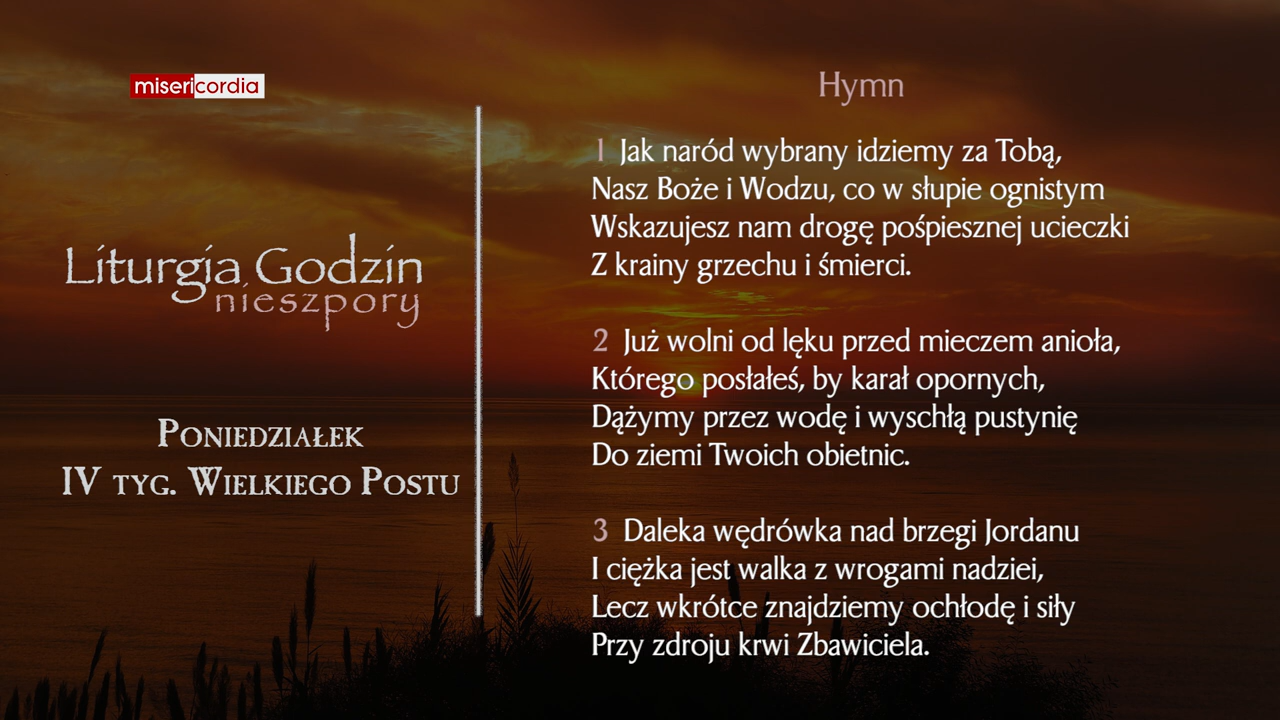 misericordia
Liturgia Godzin
nieszpory
Poniedziałek
IV tyg. Wielkiego Postu
Hymn
1 Jak naród wybrany idziemy za Tobą,
Nasz Boże i Wodzu, co w słupie ognistym
Wskazujesz nam drogę pośpiesznej ucieczki
Z krainy grzechu i śmierci.
2 Już wolni od lęku przed mieczem anioła,
Którego posłałeś, by karał opornych,
Dążymy przez wodę i wyschłą pustynię
Do ziemi Twoich obietnic.
3 Daleka wędrówka nad brzegi Jordanu
I ciężka jest walka z wrogami nadziei,
Lecz wkrótce znajdziemy ochłodę i siły
Przy zdroju krwi Zbawiciela.